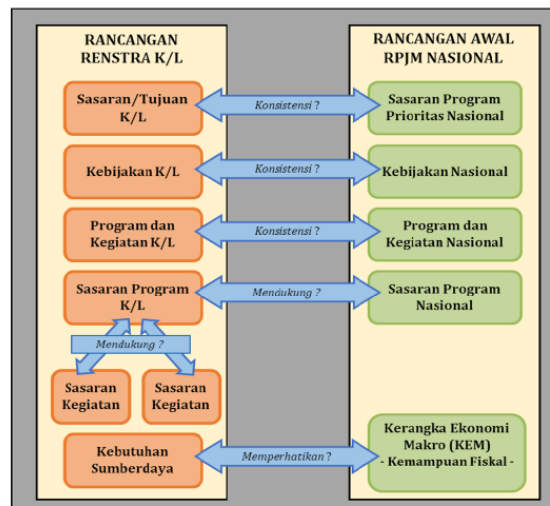 RANCANGAN
RENSTRA K/L
RANCANGAN AWAL
RPJM NASIONAL
Sasaran/Tujuan
K/L
Konsistensi ?
Sasaran Program
Prioritas Nasional
Kebijakan K/L
Konsistensi ?
Kebijakan Nasional
Program dan
Kegiatan K/L
Konsistensi ?
Program dan
Kegiatan Nasional
Sasaran Program
K/L
Mendukung ?
Sasaran Program
Nasional
Mendukung ?
Sasaran
Kegiatan
Sasaran
Kegiatan
Kebutuhan
Sumberdaya
Memperhatikan ?
Kerangka Ekonomi
Makro (KEM)
- Kemampuan Fiskal -